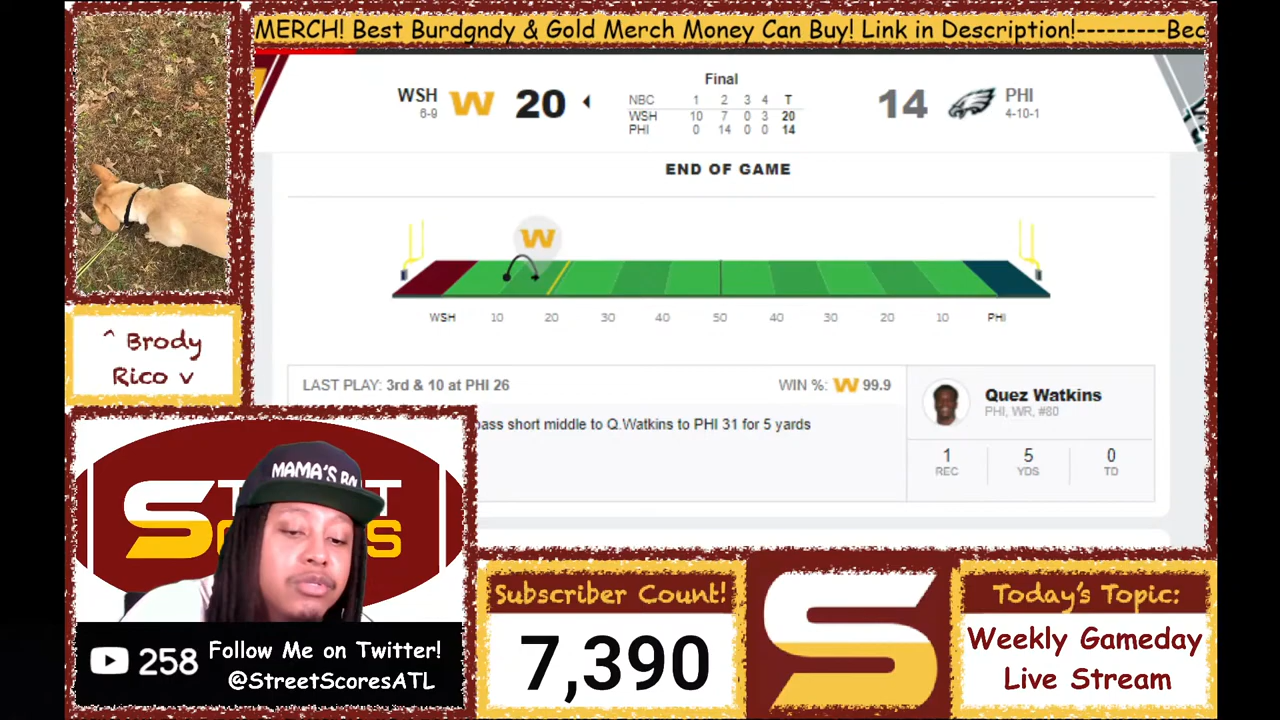 MERCH! Best Burdgndy & Gold Merch Money Can Buy! Link in Description!---------Bec
WSH
6-9
W
20
Final
NBC 1 2 3 4 T
WSH 10 7 0 3 20
PHI 0 14 0 0 14
14
PHI
4-10-1
END OF GAME
W
WSH 10 20 30 40 50 40 30 20 10 PHI
^ Brody
Rico v
LAST PLAY: 3rd & 10 at PHI 26
WIN %: W 99.9
pass short middle to Q.Watkins to PHI 31 for 5 yards
Quez Watkins
PHI, WR, #80
1 5 0
REC YDS TD
MAMA'S
258
Follow Me on Twitter!
@StreetScoresATL
Subscriber Count!
7,390
S
Today's Topic:
Weekly Gameday
Live Stream